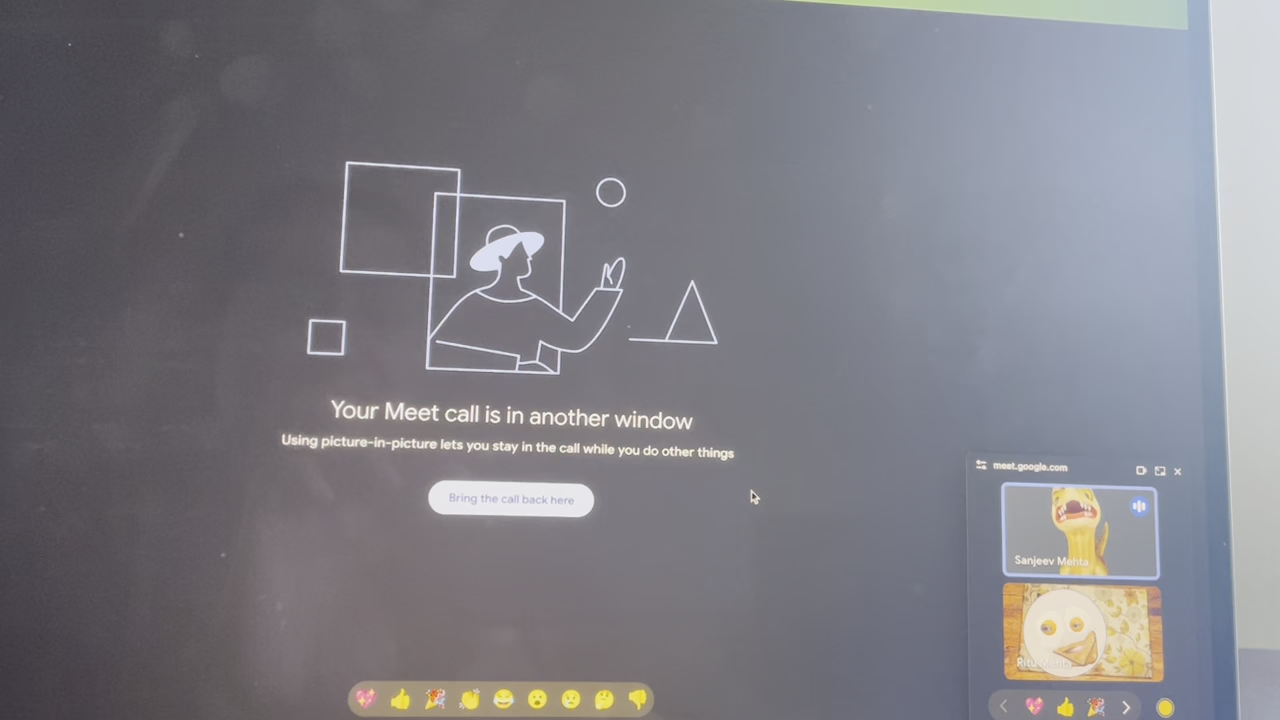 Your Meet call is in another window
Using picture-in-picture lets you stay in the call while you do other things
Bring the call back here
meet.google.com
Sanjeev Mehta
Ritu